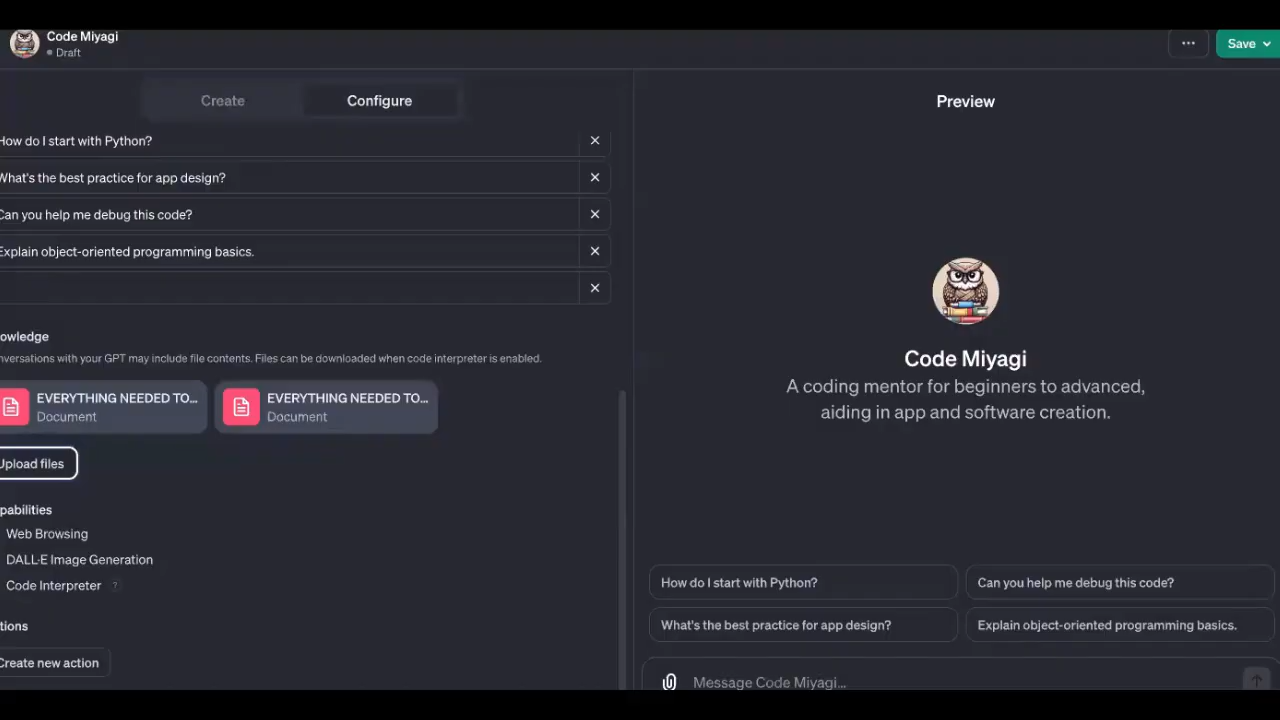 Code Miyagi
Draft
Save
Create
Configure
How do I start with Python?
What's the best practice for app design?
Can you help me debug this code?
Explain object-oriented programming basics.
owledge
nversations with your GPT may include file contents. Files can be downloaded when code interpreter is enabled.
EVERYTHING NEEDED TO...
Document
EVERYTHING NEEDED TO...
Document
Upload files
pabilities
Web Browsing
DALL·E Image Generation
Code Interpreter ?
tions
Create new action
Preview
Code Miyagi
A coding mentor for beginners to advanced,
aiding in app and software creation.
How do I start with Python?
Can you help me debug this code?
What's the best practice for app design?
Explain object-oriented programming basics.
Message Code Miyagi...